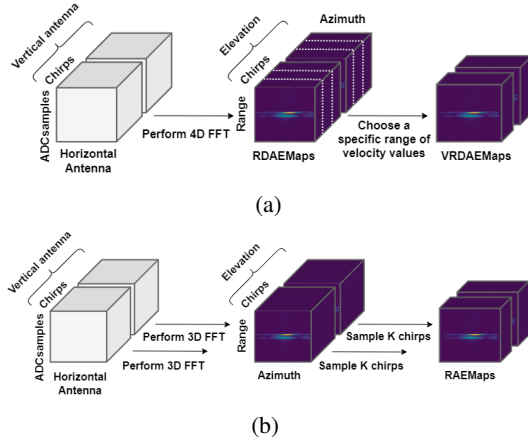 Vertical antenna
Chirps
ADCsamples
Horizontal
Antenna
Perform 4D FFT
Elevation
Chirps
Azimuth
Range
RDAEMaps
Choose a
specific range of
velocity values
VRDAEMaps
(a)
Vertical antenna
Chirps
ADCsamples
Horizontal
Antenna
Perform 3D FFT
Perform 3D FFT
Elevation
Chirps
Range
Azimuth
Sample K chirps
Sample K chirps
RAEMaps
(b)